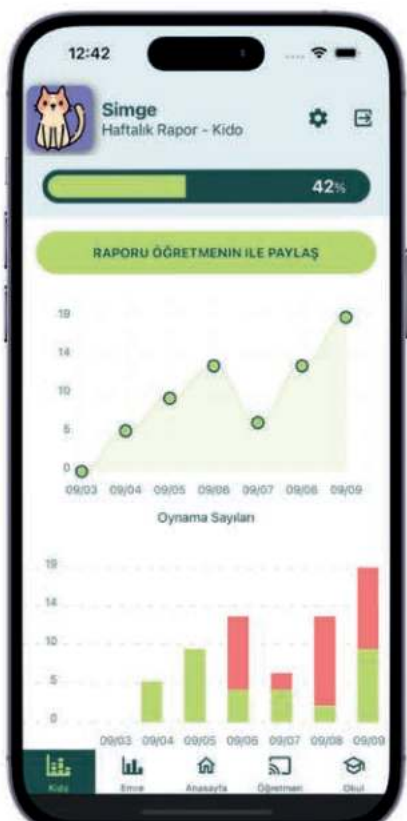 12:42
Simge
Haftalık Rapor - Kido
42%
RAPORU ÖĞRETMENIN ILE PAYLAŞ
19
14
10
5
0
09/03 09/04 09/05 09/06 09/07 09/08 09/09
Oynama Sayıları
19
14
10
5
0
09/03 09/04 09/05 09/06 09/07 09/08 09/09
Kido Emre Anasayfa Öğretmen Okul